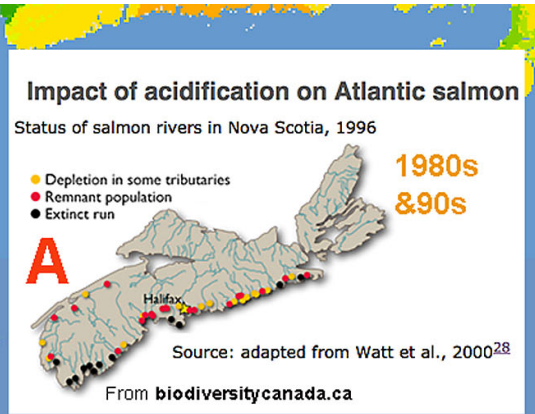 Impact of acidification on Atlantic salmon
Status of salmon rivers in Nova Scotia, 1996
1980s
&90s
Depletion in some tributaries
Remnant population
Extinct run
A
Halifax
Source: adapted from Watt et al., 2000 28
From biodiversitycanada.ca